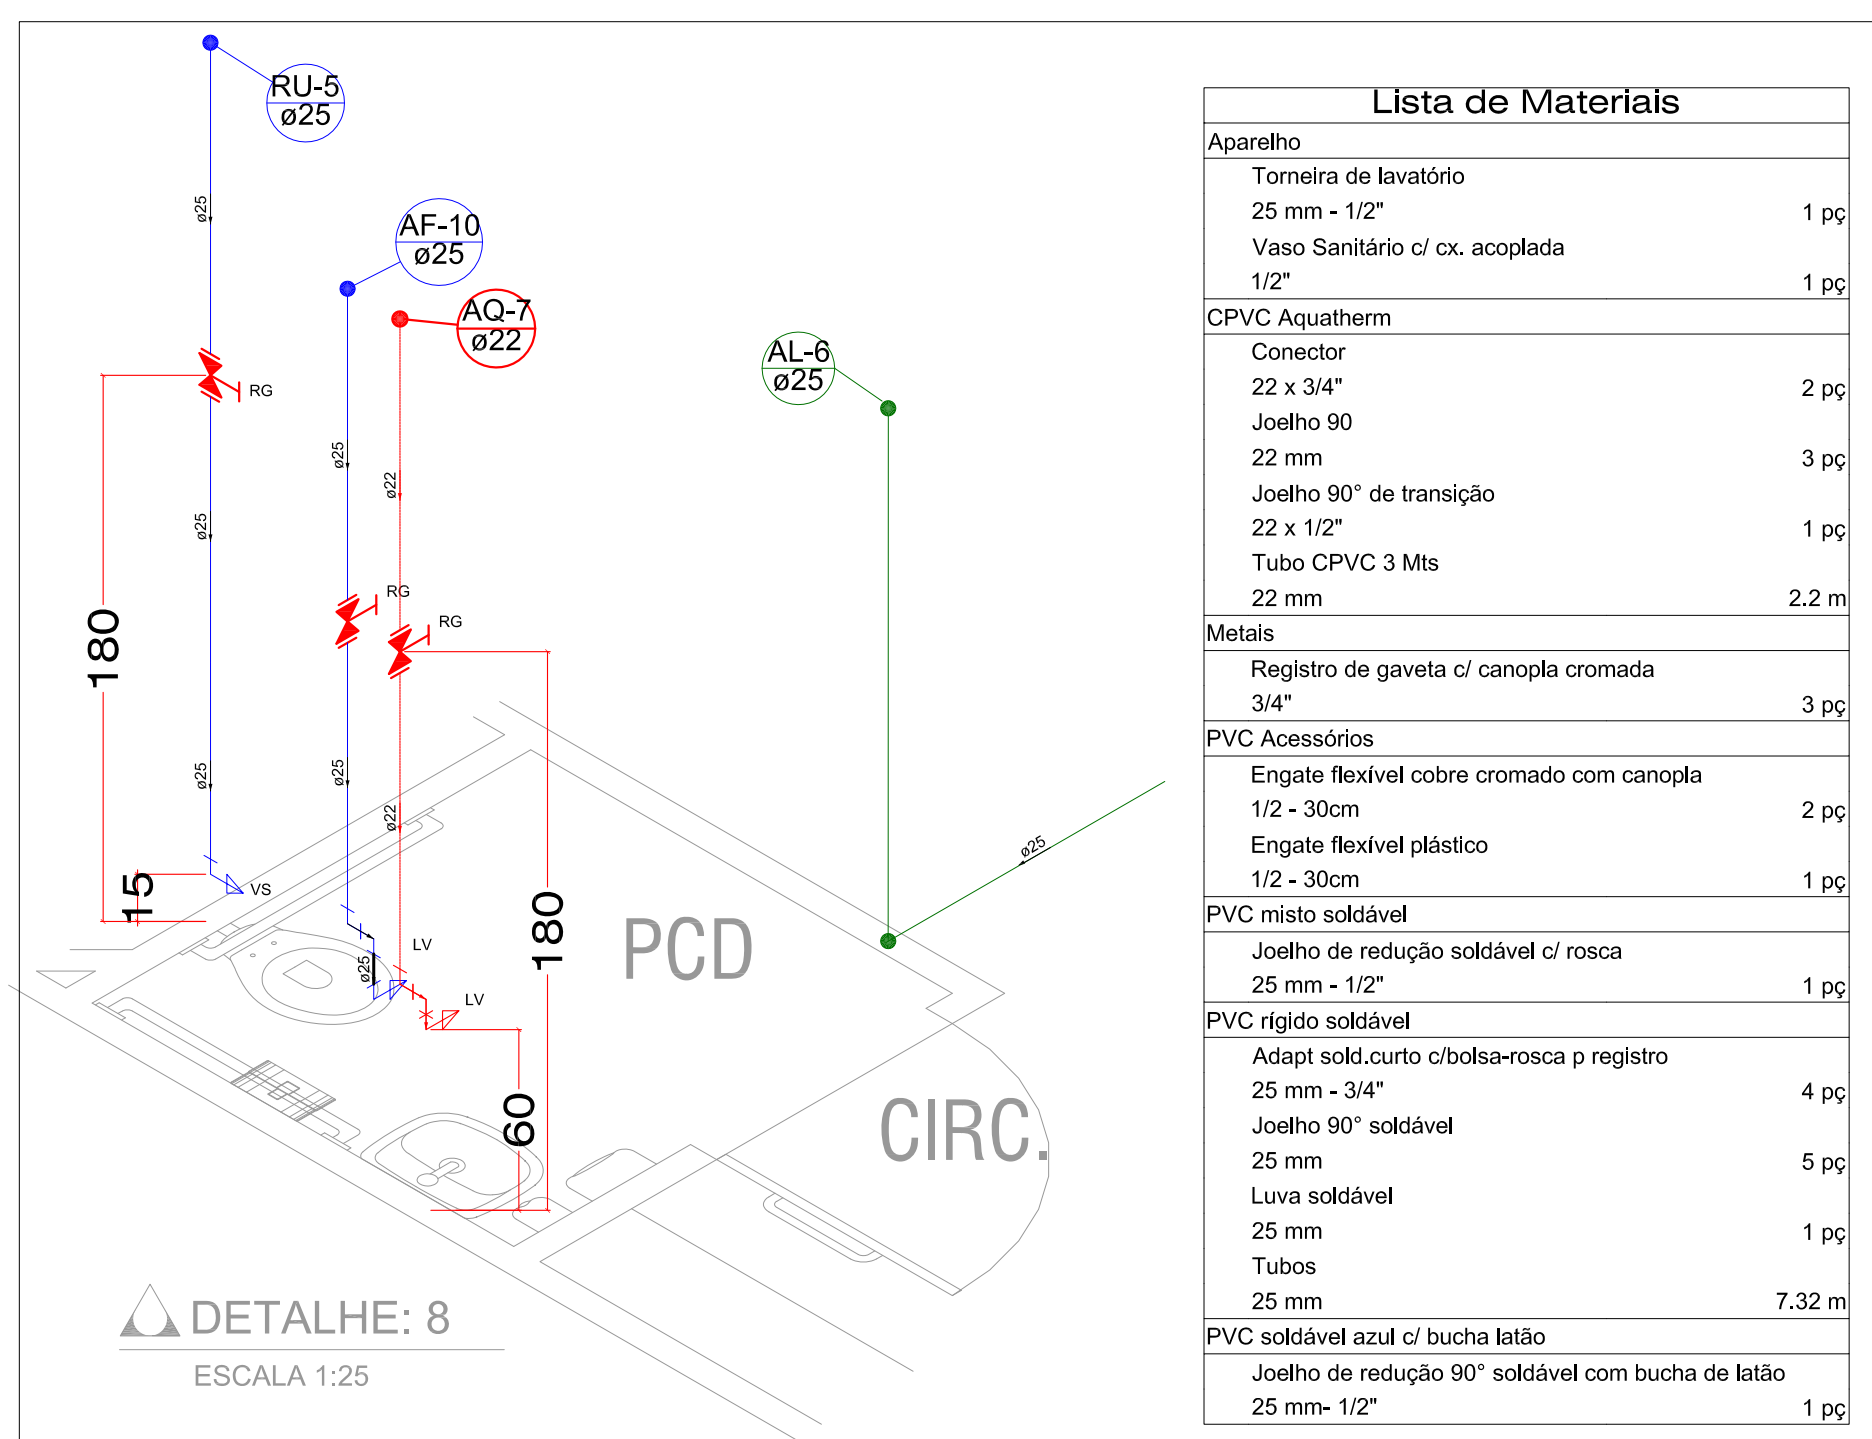 RU-5
ø25
ø25
AF-10
ø25
AQ-7
ø22
AL-6
ø25
RG
ø25
ø22
ø25
RG
RG
180
ø25
ø25
ø22
ø25
15
VS
LV
180
PCD
ø25
LV
60
CIRC.
DETALHE: 8
ESCALA 1:25
Lista de Materiais
Aparelho
Torneira de lavatório
25 mm - 1/2" 1 pç
Vaso Sanitário c/ cx. acoplada
1/2" 1 pç
CPVC Aquatherm
Conector
22 x 3/4" 2 pç
Joelho 90
22 mm 3 pç
Joelho 90° de transição
22 x 1/2" 1 pç
Tubo CPVC 3 Mts
22 mm 2.2 m
Metais
Registro de gaveta c/ canopla cromada
3/4" 3 pç
PVC Acessórios
Engate flexível cobre cromado com canopla
1/2 - 30cm 2 pç
Engate flexível plástico
1/2 - 30cm 1 pç
PVC misto soldável
Joelho de redução soldável c/ rosca
25 mm - 1/2" 1 pç
PVC rígido soldável
Adapt sold.curto c/bolsa-rosca p registro
25 mm - 3/4" 4 pç
Joelho 90° soldável
25 mm 5 pç
Luva soldável
25 mm 1 pç
Tubos
25 mm 7.32 m
PVC soldável azul c/ bucha latão
Joelho de redução 90° soldável com bucha de latão
25 mm- 1/2" 1 pç